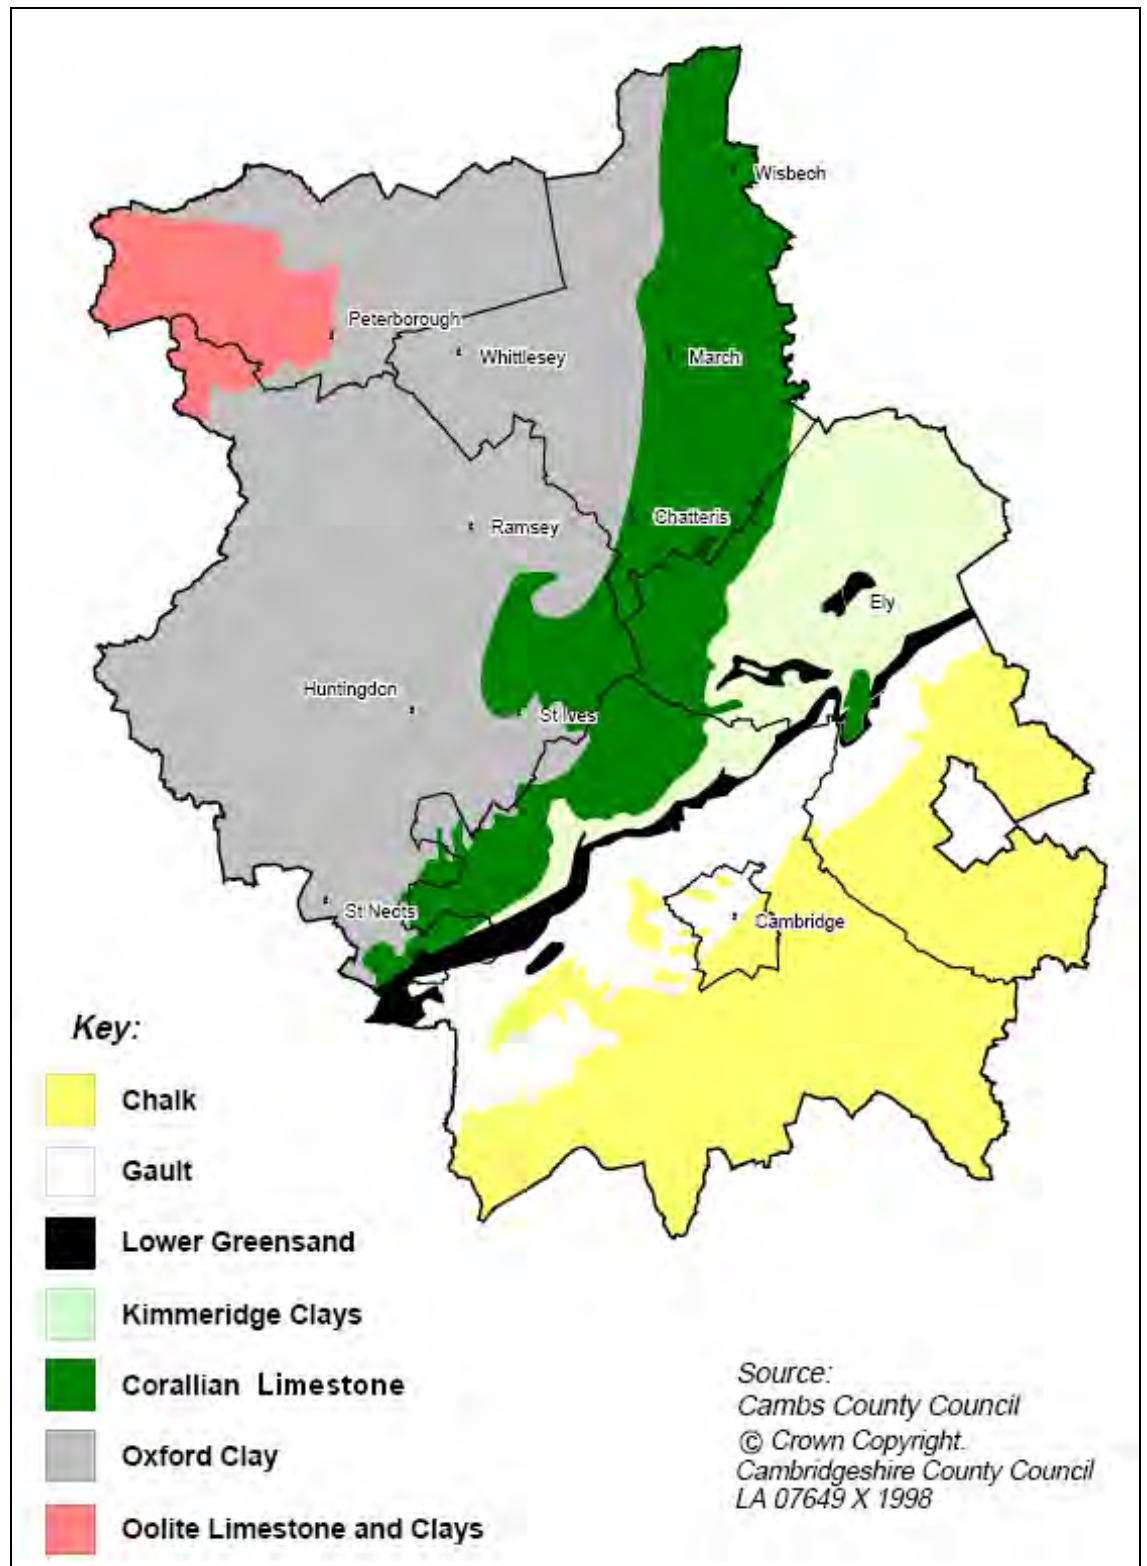 Wisbech
Peterborough
Whittlesey
March
Ramsey
Chatteris
Ely
Huntingdon
St Ives
St Neots
Cambridge
Key:
Chalk
Gault
Lower Greensand
Kimmeridge Clays
Corallian Limestone
Oxford Clay
Oolite Limestone and Clays
Source:
Cambs County Council
© Crown Copyright.
Cambridgeshire County Council
LA 07649 X 1998